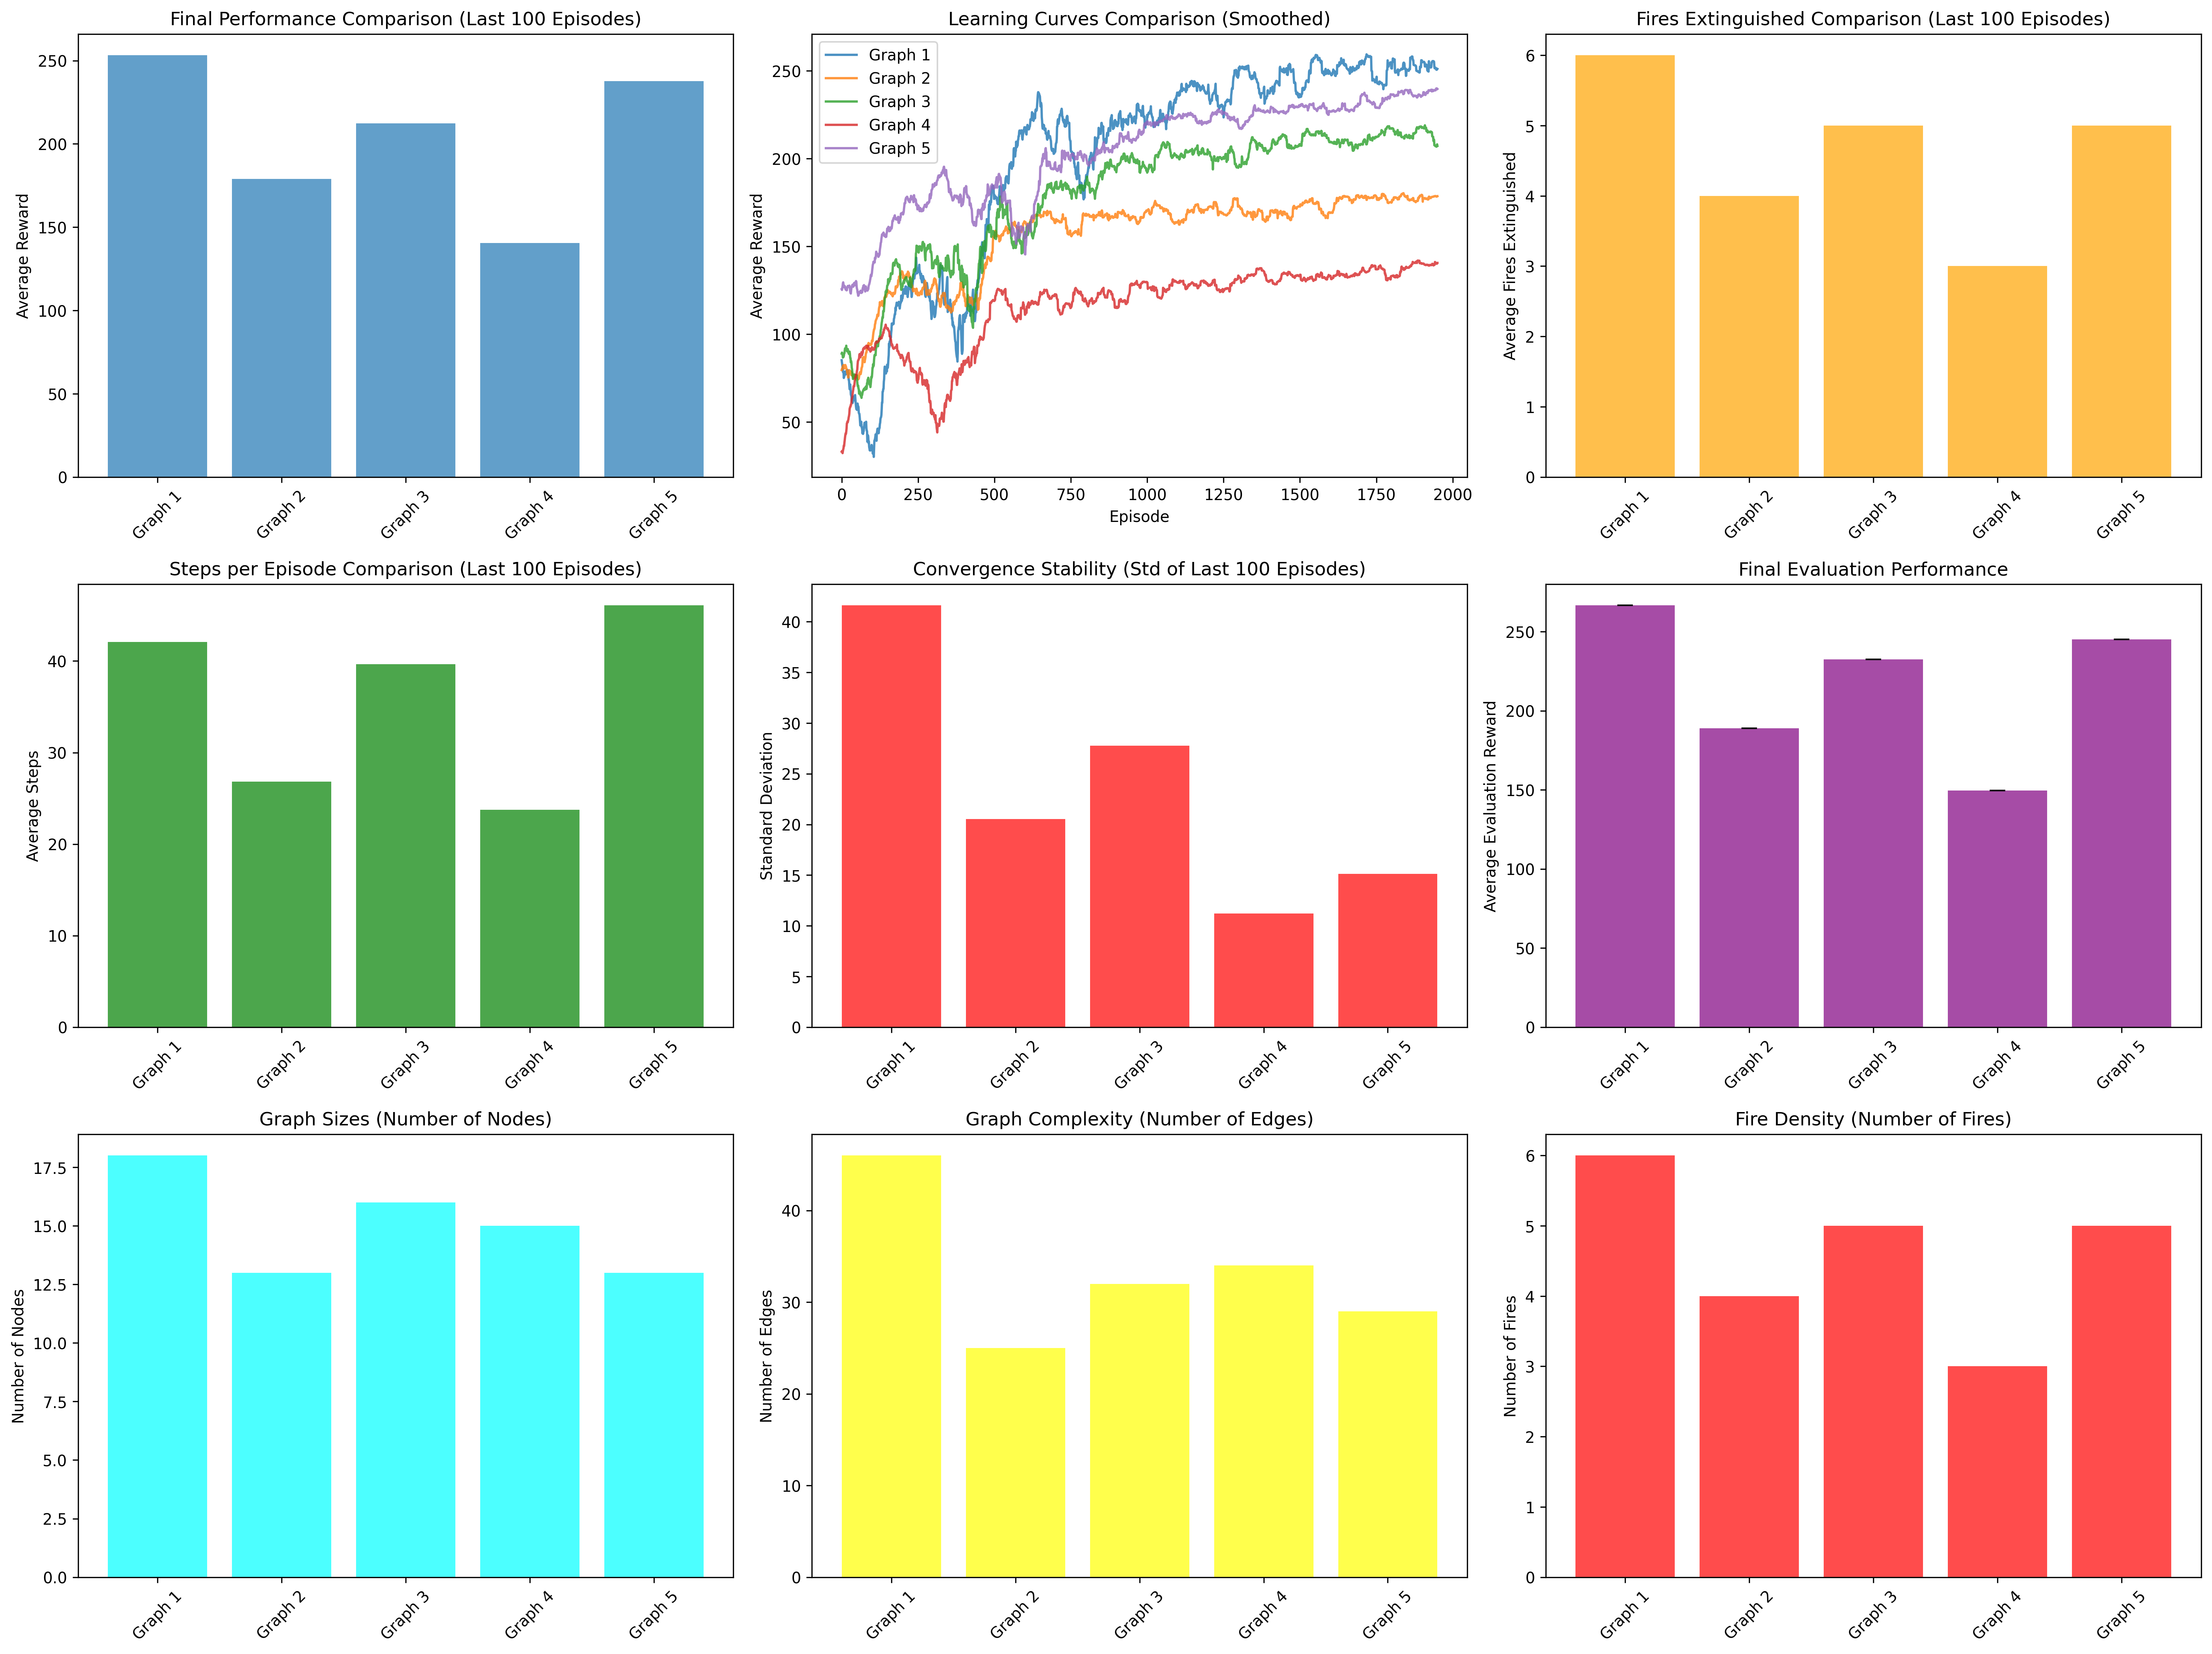 Final Performance Comparison (Last 100 Episodes)
Average Reward
250
200
150
100
50
0
Graph 1
Graph 2
Graph 3
Graph 4
Graph 5
Learning Curves Comparison (Smoothed)
Graph 1
Graph 2
Graph 3
Graph 4
Graph 5
Average Reward
250
200
150
100
50
0
250
500
750
1000
1250
1500
1750
2000
Episode
Fires Extinguished Comparison (Last 100 Episodes)
Average Fires Extinguished
6
5
4
3
2
1
0
Graph 1
Graph 2
Graph 3
Graph 4
Graph 5
Steps per Episode Comparison (Last 100 Episodes)
Average Steps
40
30
20
10
0
Graph 1
Graph 2
Graph 3
Graph 4
Graph 5
Convergence Stability (Std of Last 100 Episodes)
Standard Deviation
40
35
30
25
20
15
10
5
0
Graph 1
Graph 2
Graph 3
Graph 4
Graph 5
Final Evaluation Performance
Average Evaluation Reward
250
200
150
100
50
0
Graph 1
Graph 2
Graph 3
Graph 4
Graph 5
Graph Sizes (Number of Nodes)
Number of Nodes
17.5
15.0
12.5
10.0
7.5
5.0
2.5
0.0
Graph 1
Graph 2
Graph 3
Graph 4
Graph 5
Graph Complexity (Number of Edges)
Number of Edges
40
30
20
10
0
Graph 1
Graph 2
Graph 3
Graph 4
Graph 5
Fire Density (Number of Fires)
Number of Fires
6
5
4
3
2
1
0
Graph 1
Graph 2
Graph 3
Graph 4
Graph 5